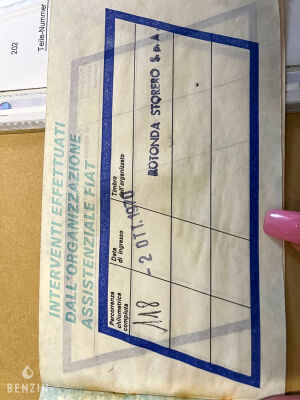 202
Teile-Nummer
INTERVENTI EFFETTUATI
DALL'ORGANIZZAZIONE
ASSISTENZIALE FIAT
Percorrenza
chilometrica
compiuta
Data
di ingresso
Timbro
dell'organizzato
118
- 2 OTT. 1970
ROTONDA STORERO S.p.A
BENZIN